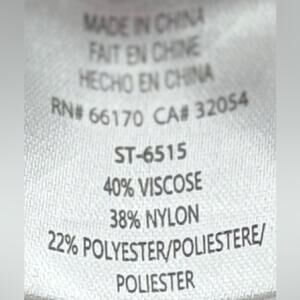 MADE IN CHINA
FAIT EN CHINE
HECHO EN CHINA
RN# 66170 CA# 32054
ST-6515
40% VISCOSE
38% NYLON
22% POLYESTER/POLIESTERE/
POLIESTER